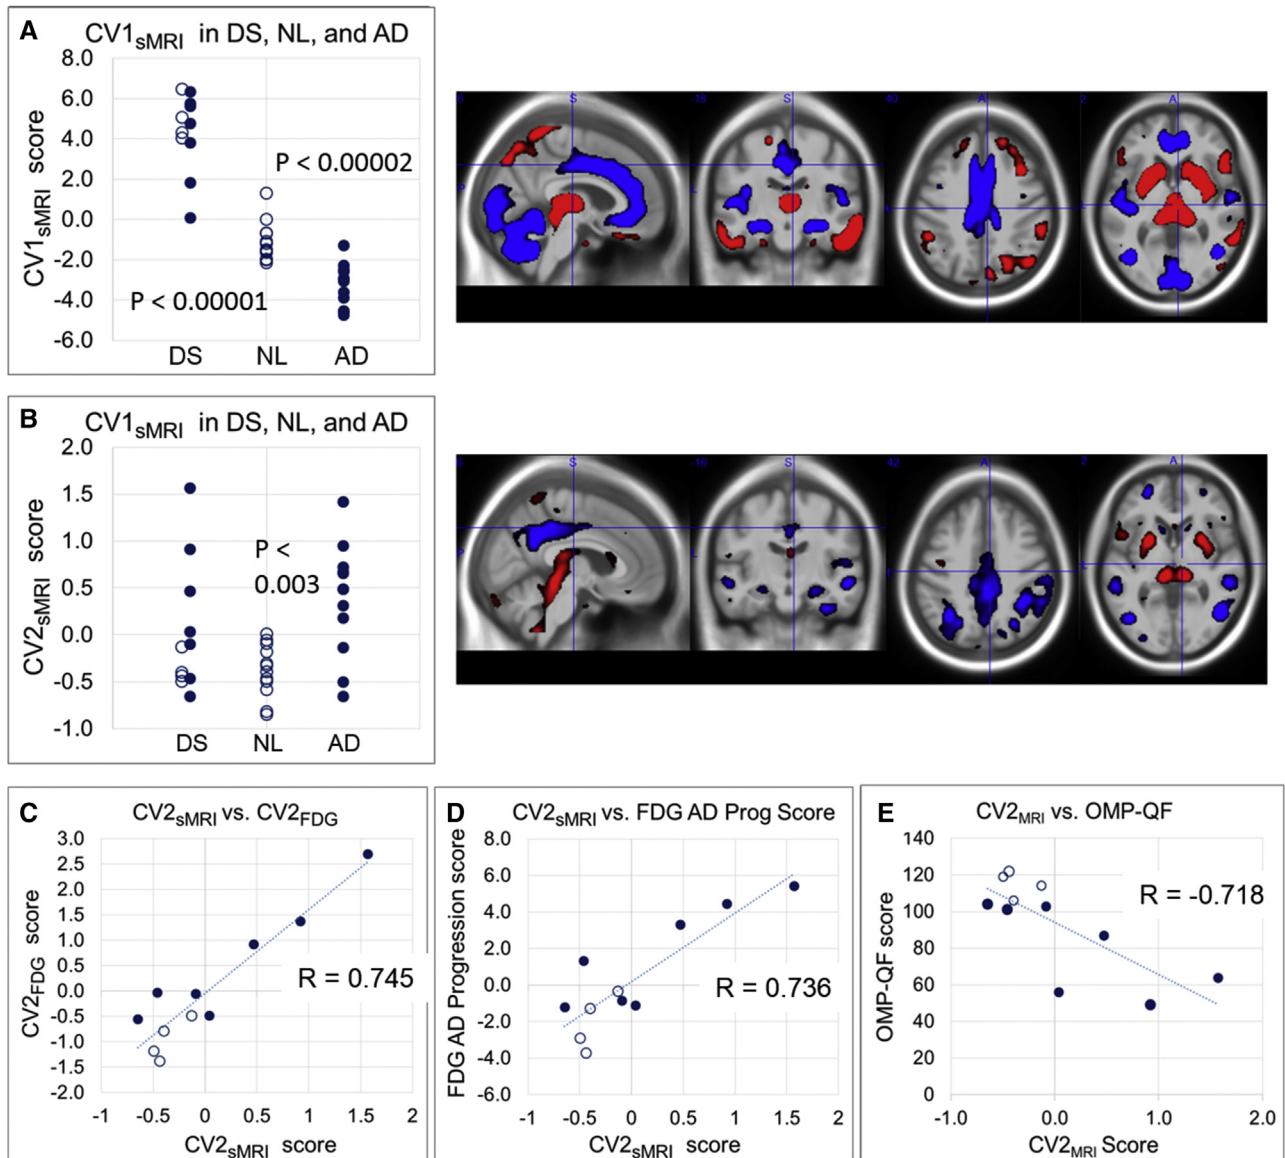 A
CV1sMRI in DS, NL, and AD
CV1sMRI score
8.0
6.0
4.0
2.0
0.0
-2.0
-4.0
-6.0
P < 0.00002
P < 0.00001
DS NL AD
6 S -18 S 40 A 2 A
P L
B
CV1sMRI in DS, NL, and AD
CV2sMRI score
2.0
1.5
1.0
0.5
0.0
-0.5
-1.0
P <
0.003
DS NL AD
6 S -16 S 42 A 2 A
P L L
C
CV2sMRI vs. CV2FDG
CV2FDG score
3.0
2.5
2.0
1.5
1.0
0.5
0.0
-0.5
-1.0
-1.5
-2.0
R = 0.745
-1 -0.5 0 0.5 1 1.5 2
CV2sMRI score
D
CV2sMRI vs. FDG AD Prog Score
FDG AD Progression score
8.0
6.0
4.0
2.0
0.0
-2.0
-4.0
-6.0
R = 0.736
-1 -0.5 0 0.5 1 1.5 2
CV2sMRI score
E
CV2MRI vs. OMP-QF
OMP-QF score
140
120
100
80
60
40
20
0
R = -0.718
-1.0 0.0 1.0 2.0
CV2MRI Score